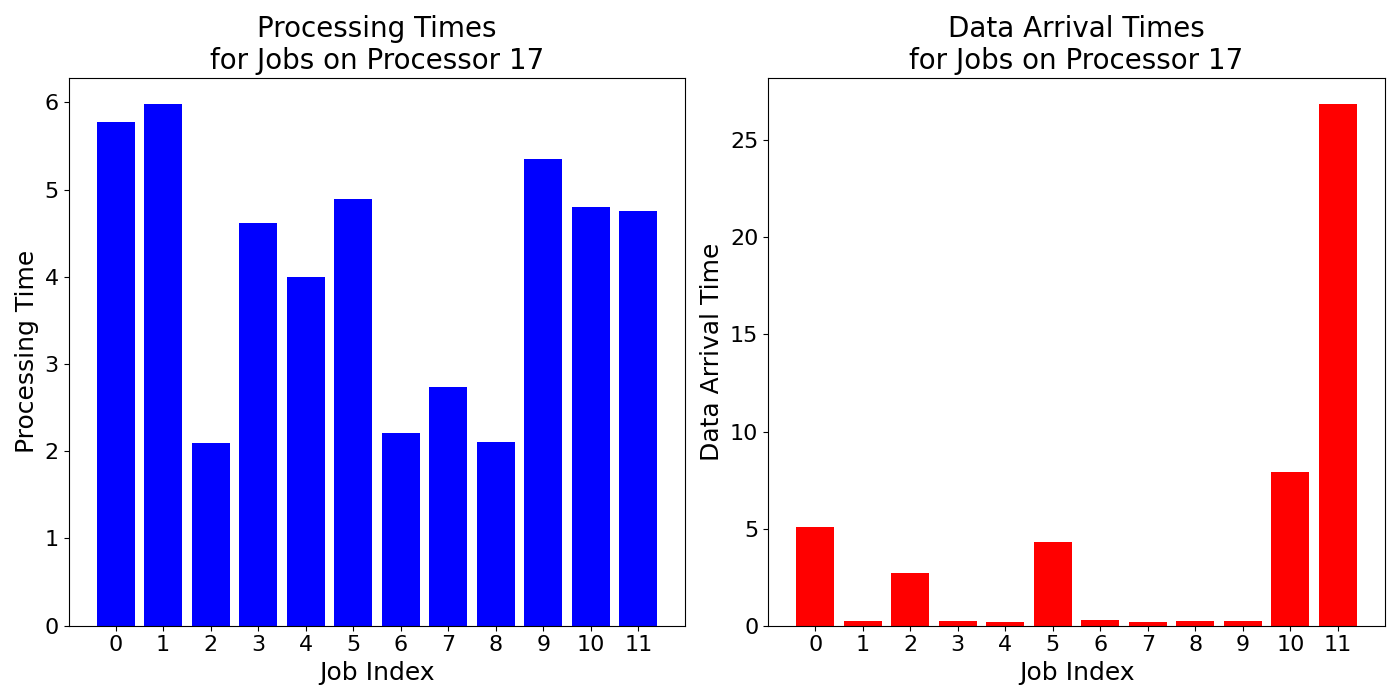 Processing Times
for Jobs on Processor 17
Processing Time
6
5
4
3
2
1
0
0 1 2 3 4 5 6 7 8 9 10 11
Job Index
Data Arrival Times
for Jobs on Processor 17
Data Arrival Time
25
20
15
10
5
0
0 1 2 3 4 5 6 7 8 9 10 11
Job Index